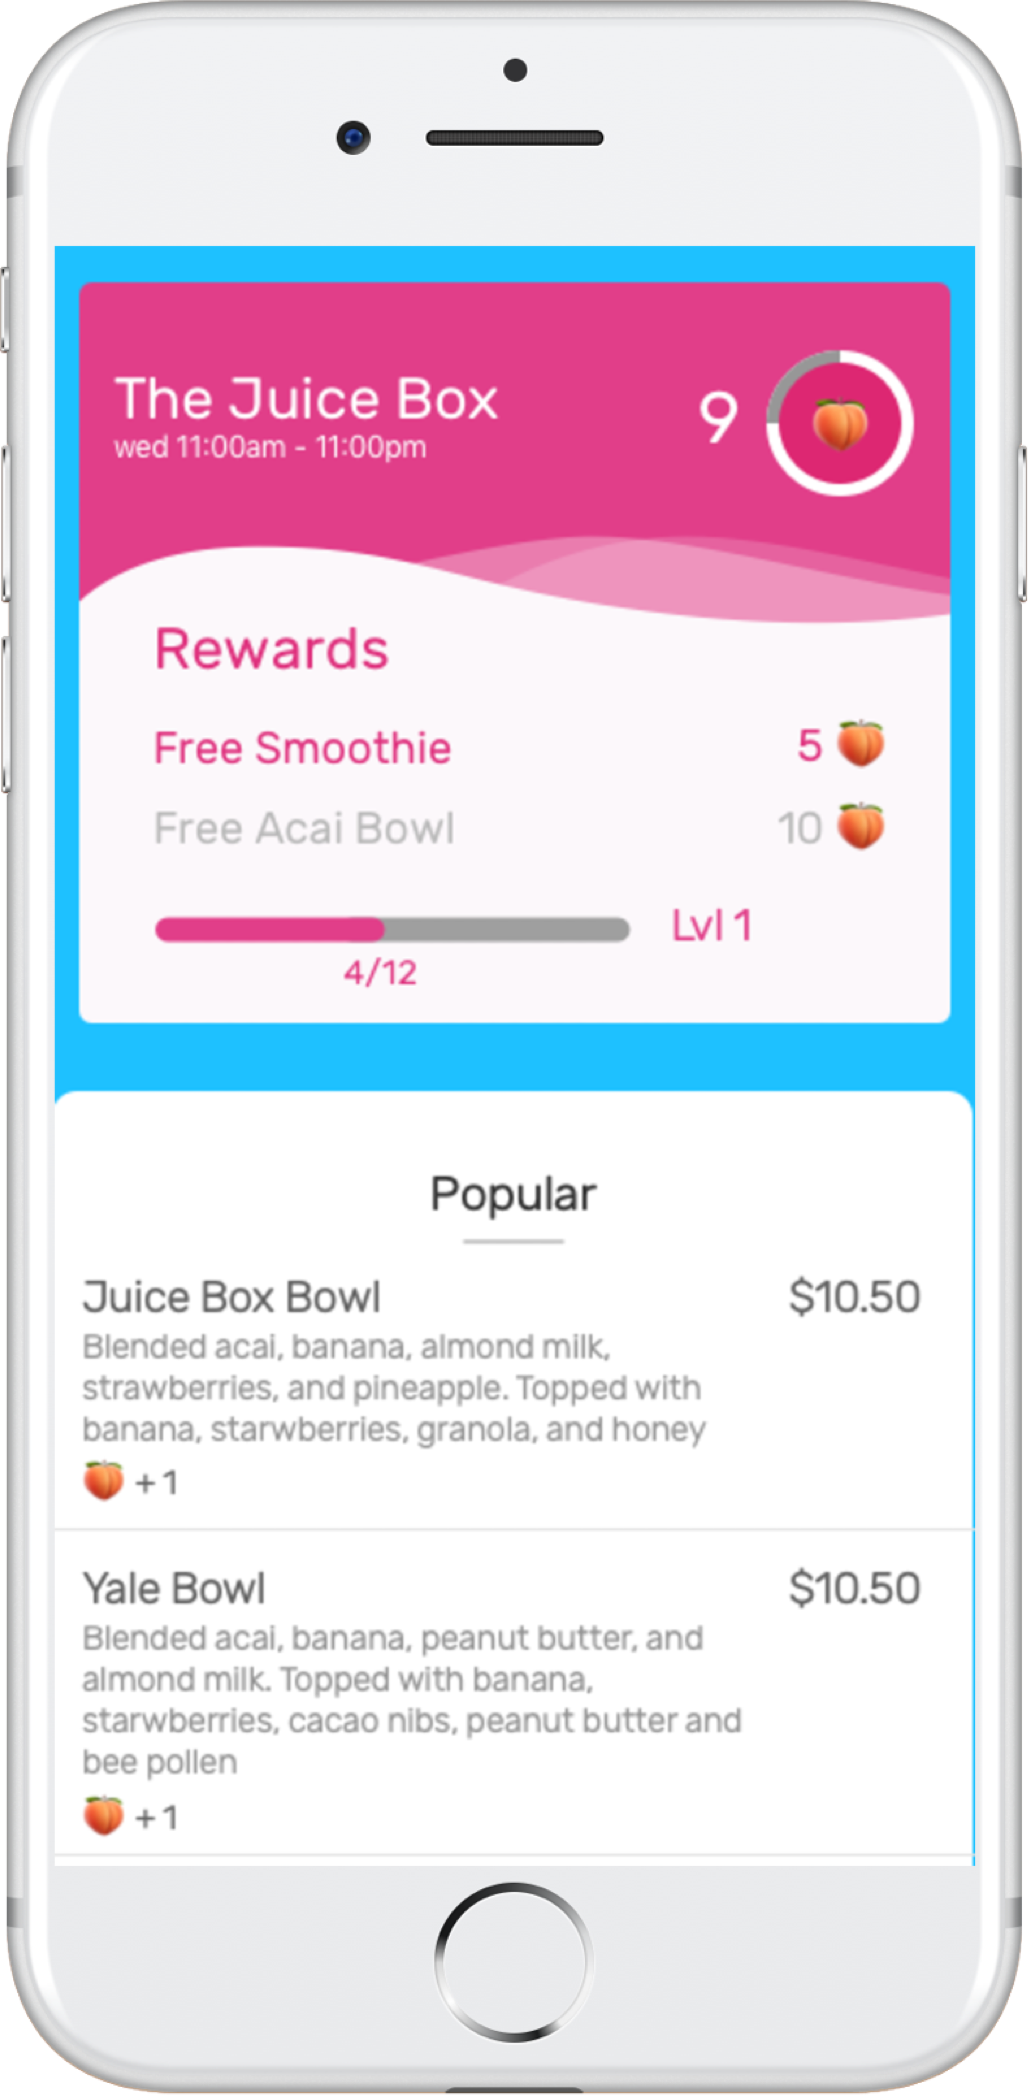 The Juice Box
wed 11:00am - 11:00pm
9
Rewards
Free Smoothie 5
Free Acai Bowl 10
Lvl 1
4/12
Popular
Juice Box Bowl $10.50
Blended acai, banana, almond milk,
strawberries, and pineapple. Topped with
banana, starwberries, granola, and honey
+ 1
Yale Bowl $10.50
Blended acai, banana, peanut butter, and
almond milk. Topped with banana,
starwberries, cacao nibs, peanut butter and
bee pollen
+ 1